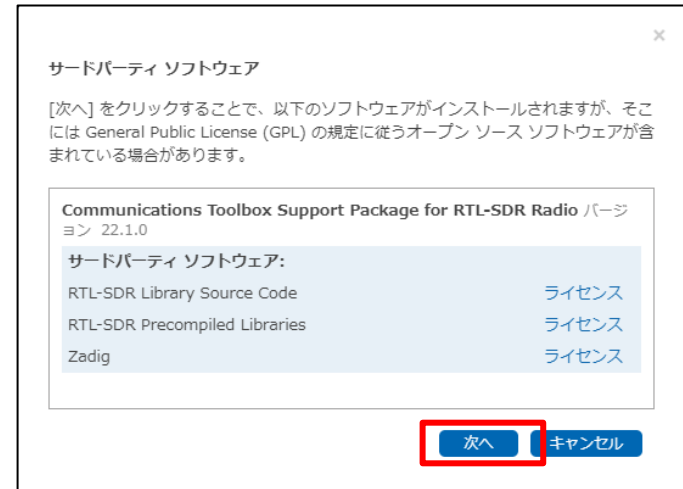 ×
サードパーティ ソフトウェア
[次へ] をクリックすることで、以下のソフトウェアがインストールされますが、そこ
には General Public License (GPL) の規定に従うオープン ソース ソフトウェアが含
まれている場合があります。
Communications Toolbox Support Package for RTL-SDR Radio バージ
ョン 22.1.0
サードパーティ ソフトウェア:
RTL-SDR Library Source Code ライセンス
RTL-SDR Precompiled Libraries ライセンス
Zadig ライセンス
次へ キャンセル